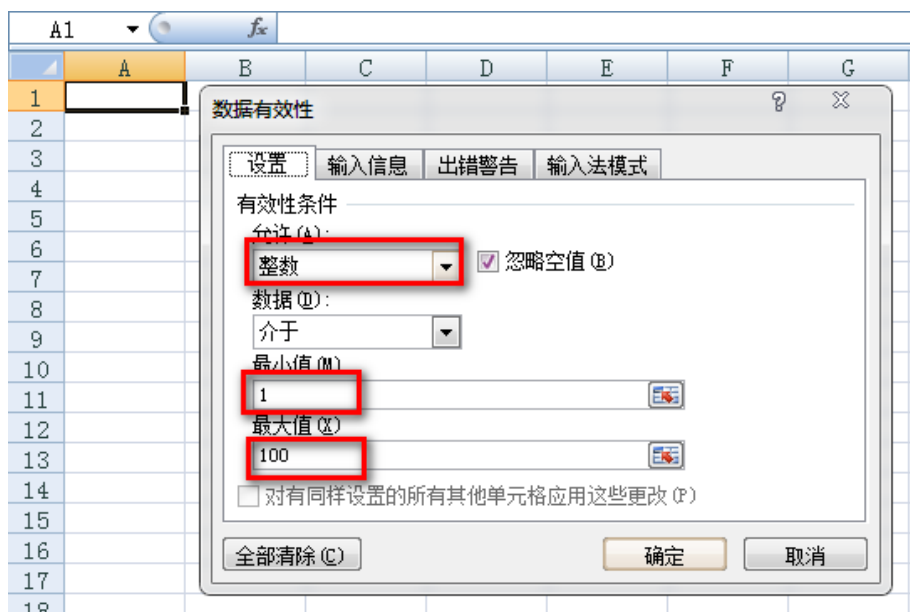 A1 fx
A B C D E F G
1
2
3
4
5
6
7
8
9
10
11
12
13
14
15
16
17
18
数据有效性 ?
设置 输入信息 出错警告 输入法模式
有效性条件
允许(A):
整数 忽略空值(B)
数据(D):
介于
最小值(M)
1
最大值(X)
100
对有同样设置的所有其他单元格应用这些更改(P)
全部清除(C) 确定 取消